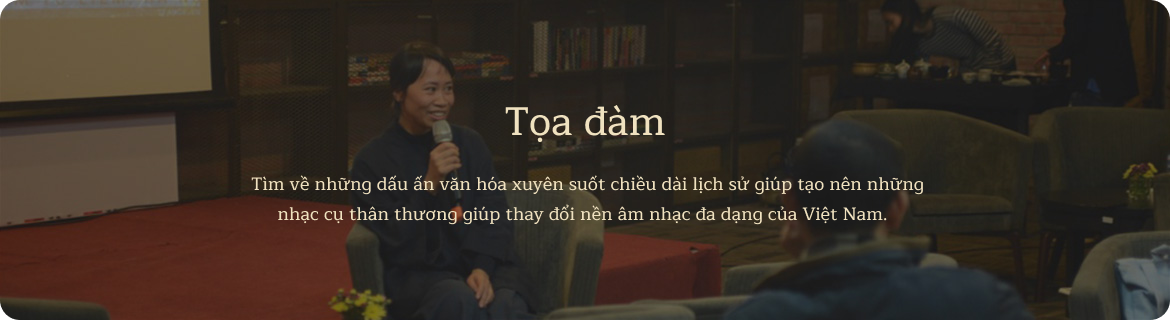 Tọa đàm
Tìm về những dấu ấn văn hóa xuyên suốt chiều dài lịch sử giúp tạo nên những
nhạc cụ thân thương giúp thay đổi nền âm nhạc đa dạng của Việt Nam.